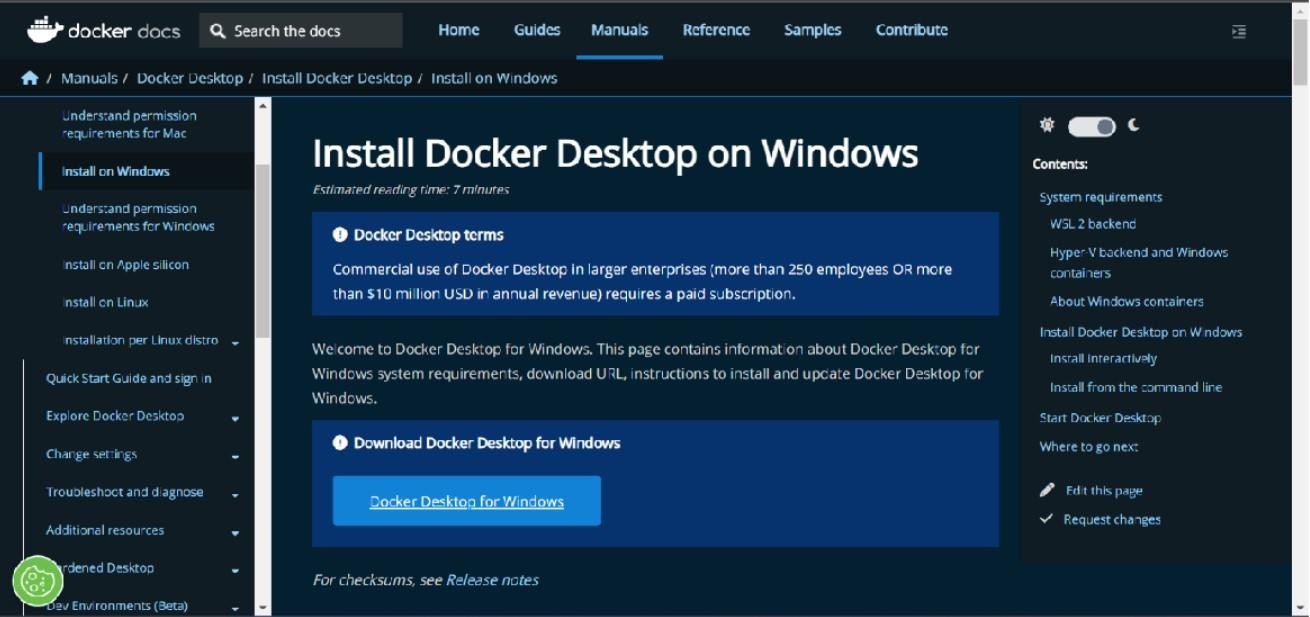 docker docs
Search the docs
Home Guides Manuals Reference Samples Contribute
/ Manuals / Docker Desktop / Install Docker Desktop / Install on Windows
Understand permission
requirements for Mac
Install on Windows
Understand permission
requirements for Windows
Install on Apple silicon
Install on Linux
Installation per Linux distro
Quick Start Guide and sign in
Explore Docker Desktop
Change settings
Troubleshoot and diagnose
Additional resources
rdened Desktop
Dev Environments (Beta)
Install Docker Desktop on Windows
Estimated reading time: 7 minutes
Docker Desktop terms
Commercial use of Docker Desktop in larger enterprises (more than 250 employees OR more
than $10 million USD in annual revenue) requires a paid subscription.
Welcome to Docker Desktop for Windows. This page contains information about Docker Desktop for
Windows system requirements, download URL, instructions to install and update Docker Desktop for
Windows.
Download Docker Desktop for Windows
Docker Desktop for Windows
For checksums, see Release notes
Contents:
System requirements
WSL 2 backend
Hyper-V backend and Windows
containers
About Windows containers
Install Docker Desktop on Windows
Install interactively
Install from the command line
Start Docker Desktop
Where to go next
Edit this page
Request changes